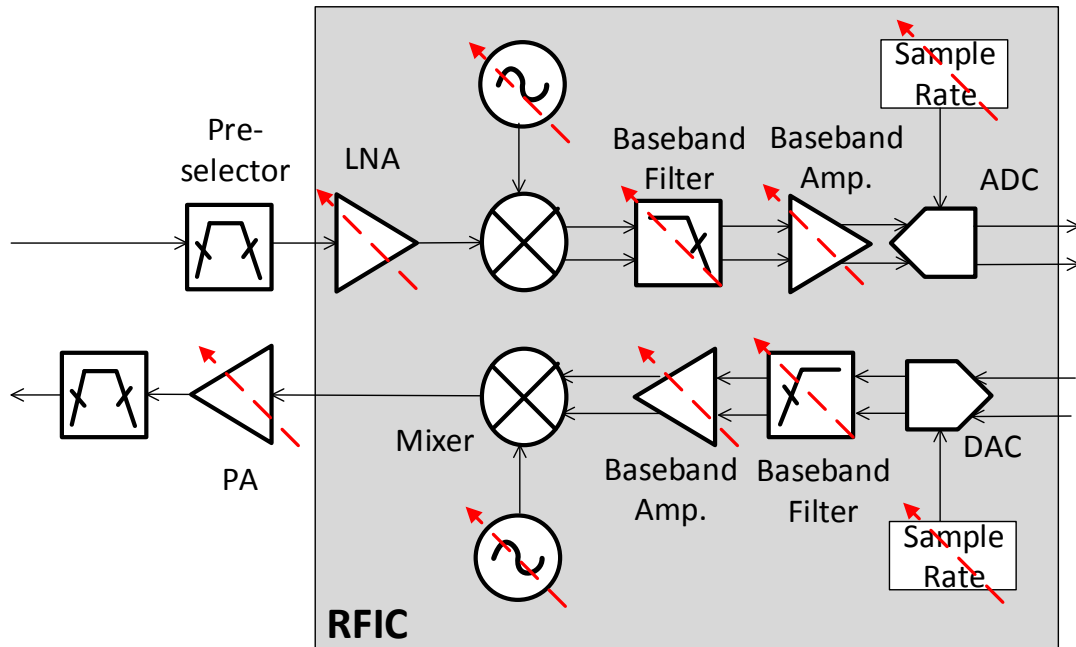 Sample
Rate
Pre-
selector
LNA
Baseband
Filter
Baseband
Amp.
ADC
Mixer
PA
Baseband
Amp.
Baseband
Filter
DAC
Sample
Rate
RFIC